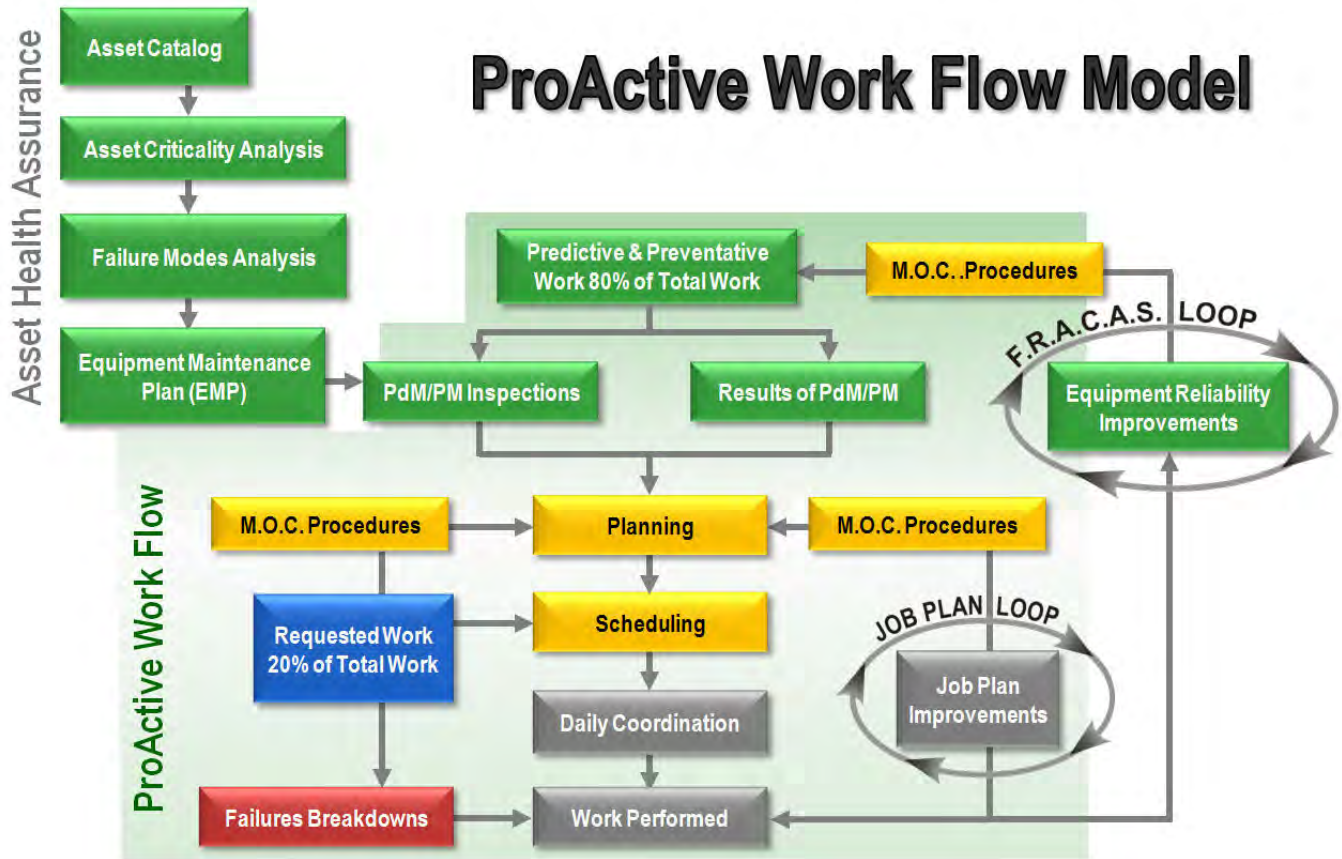 ProActive Work Flow Model
Asset Health Assurance
Asset Catalog
Asset Criticality Analysis
Failure Modes Analysis
Equipment Maintenance
Plan (EMP)
Predictive & Preventative
Work 80% of Total Work
M.O.C. .Procedures
F.R.A.C.A.S. LOOP
Equipment Reliability
Improvements
PdM/PM Inspections
Results of PdM/PM
ProActive Work Flow
M.O.C. Procedures
Planning
M.O.C. Procedures
Requested Work
20% of Total Work
Scheduling
JOB PLAN LOOP
Job Plan
Improvements
Daily Coordination
Failures Breakdowns
Work Performed